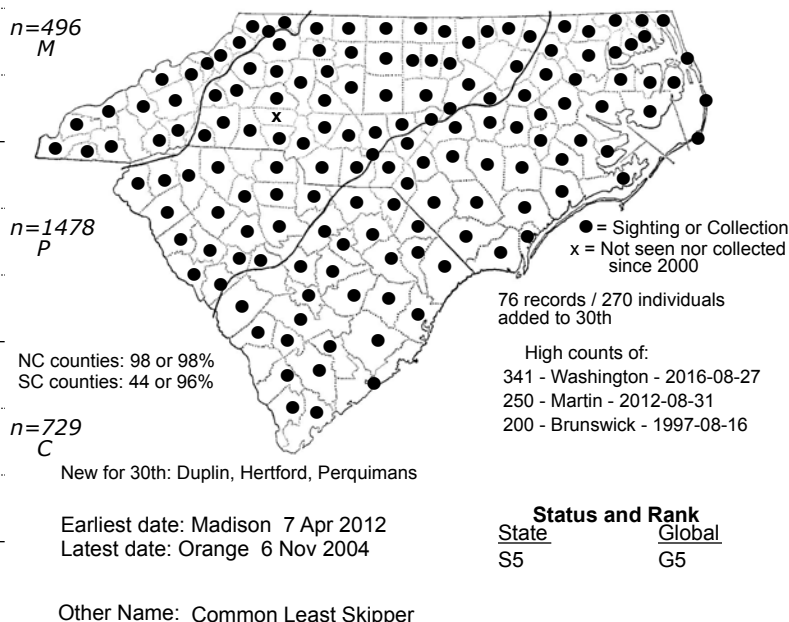 n=496
M
x
n=1478
P
● = Sighting or Collection
x = Not seen nor collected
since 2000
76 records / 270 individuals
added to 30th
NC counties: 98 or 98%
SC counties: 44 or 96%
High counts of:
341 - Washington - 2016-08-27
250 - Martin - 2012-08-31
200 - Brunswick - 1997-08-16
n=729
C
New for 30th: Duplin, Hertford, Perquimans
Earliest date: Madison 7 Apr 2012
Latest date: Orange 6 Nov 2004
Status and Rank
State Global
S5 G5
Other Name: Common Least Skipper